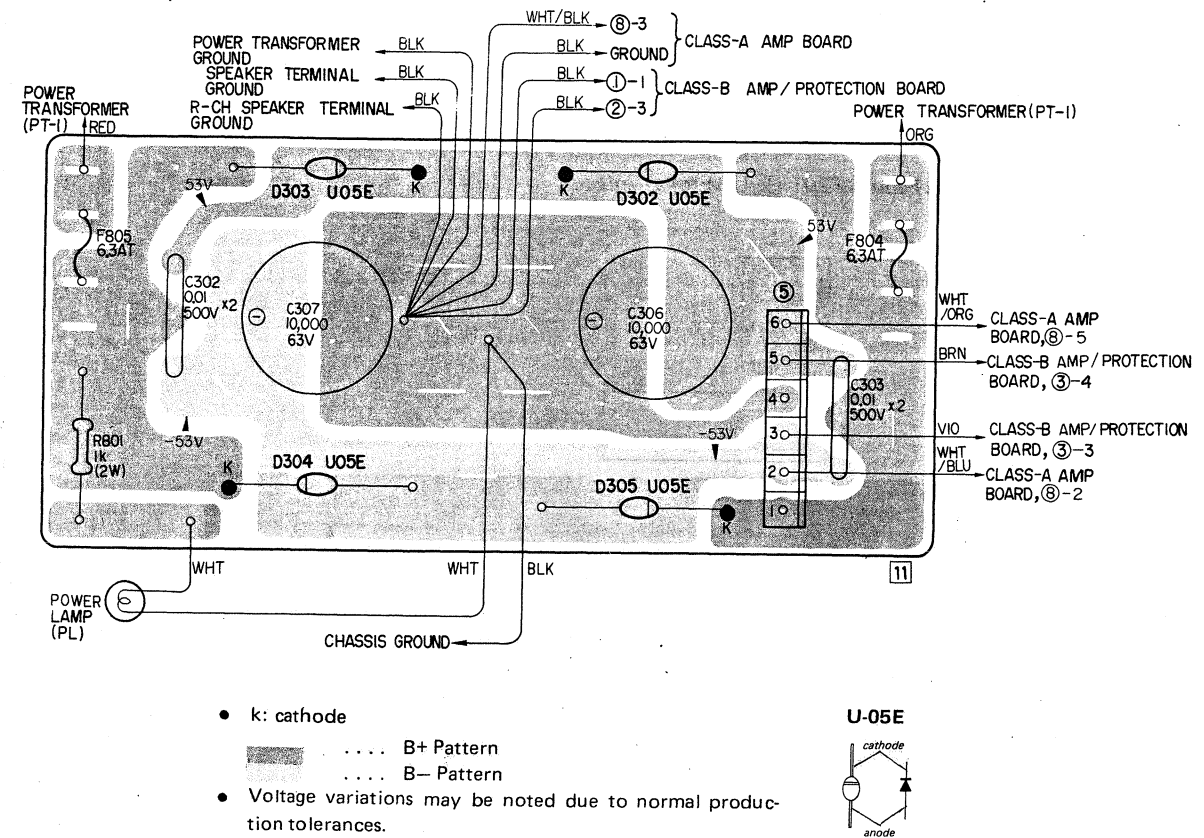 WHT/BLK
⑧-3
POWER TRANSFORMER
GROUND
BLK
BLK
GROUND
CLASS-A AMP BOARD
SPEAKER TERMINAL
GROUND
BLK
BLK
①-1
POWER
TRANSFORMER
(PT-1)
RED
R-CH SPEAKER TERMINAL
GROUND
BLK
BLK
②-3
CLASS-B AMP/PROTECTION BOARD
POWER TRANSFORMER(PT-1)
ORG
53V
D303 U05E
K
K
D302 U05E
53V
F805
6.3AT
F804
6.3AT
C302
0.01
500V x2
C307
10,000
63V
C306
10,000
63V
⑤
6
5
4
3
2
1
WHT
/ORG
CLASS-A AMP
BOARD,⑧-5
BRN
CLASS-B AMP/PROTECTION
BOARD, ③-4
C303
0.01
500V x2
R801
1k
(2W)
-53V
-53V
VIO
CLASS-B AMP/PROTECTION
BOARD, ③-3
WHT
/BLU
CLASS-A AMP
BOARD, ⑧-2
K
D304 U05E
D305 U05E
K
WHT
WHT
BLK
11
POWER
LAMP
(PL)
CHASSIS GROUND
● k: cathode
.... B+ Pattern
.... B– Pattern
● Voltage variations may be noted due to normal produc-
tion tolerances.
U-05E
cathode
anode